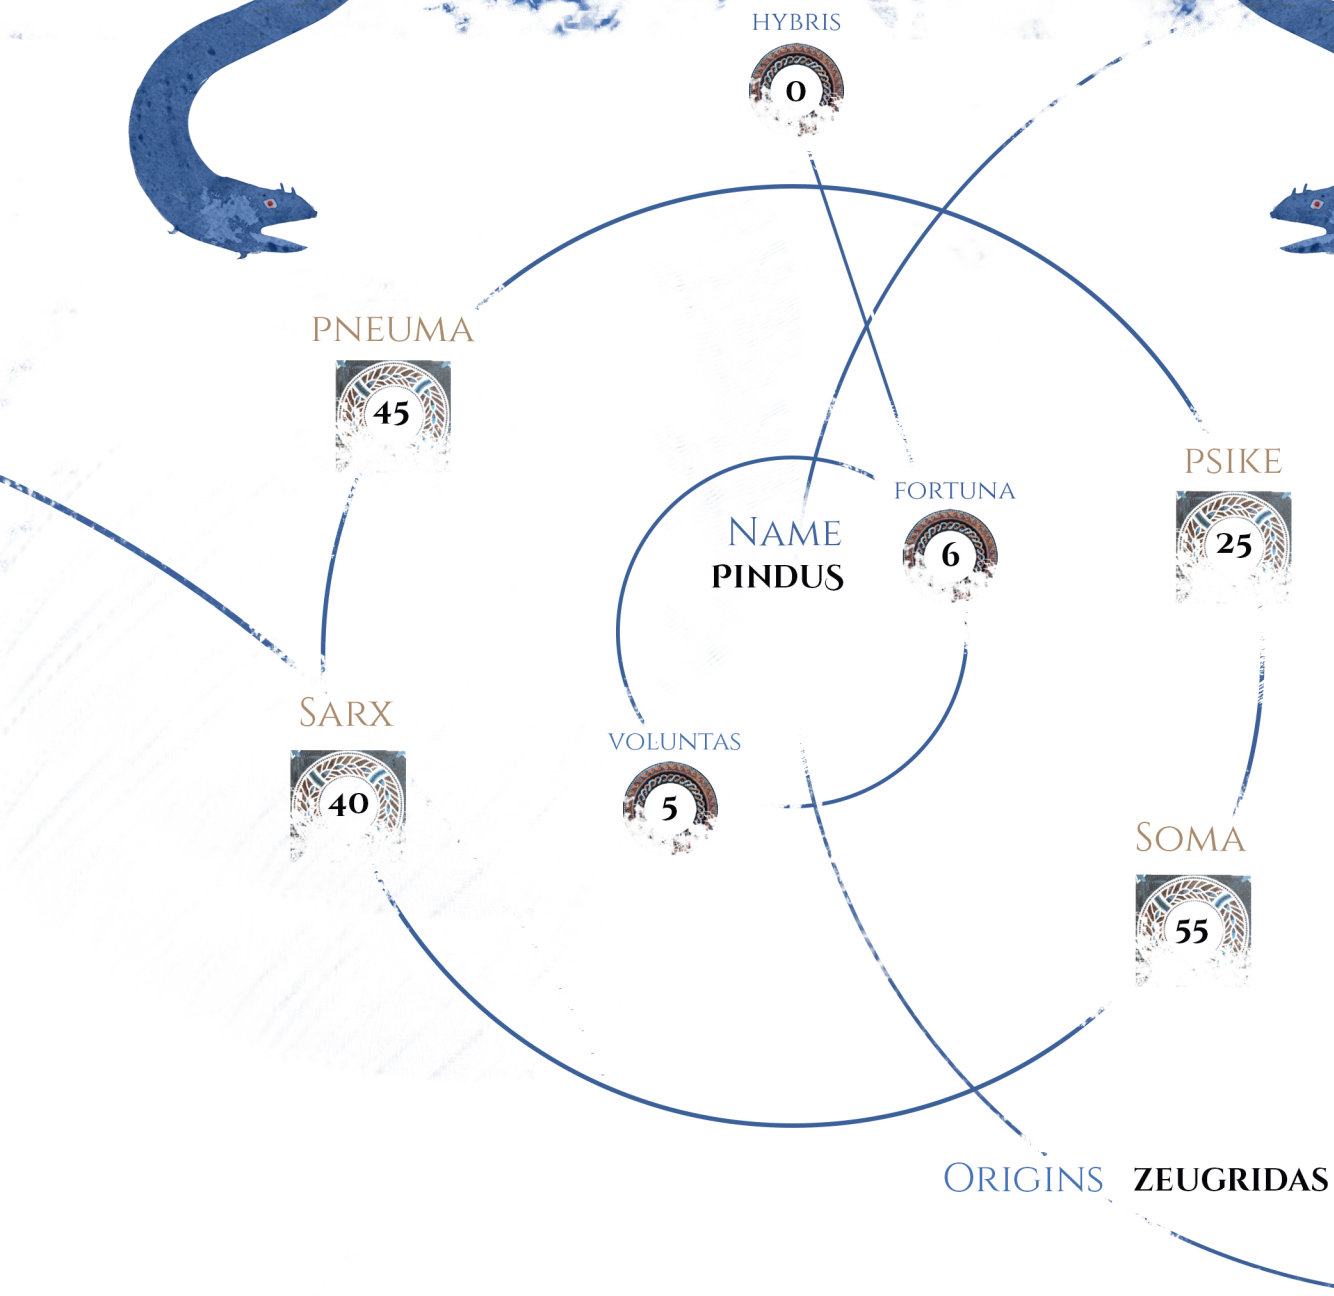 HYBRIS
0
PNEUMA
45
PSIKE
25
FORTUNA
6
NAME
PINDUS
SARX
40
VOLUNTAS
5
SOMA
55
ORIGINS ZEUGRIDAS